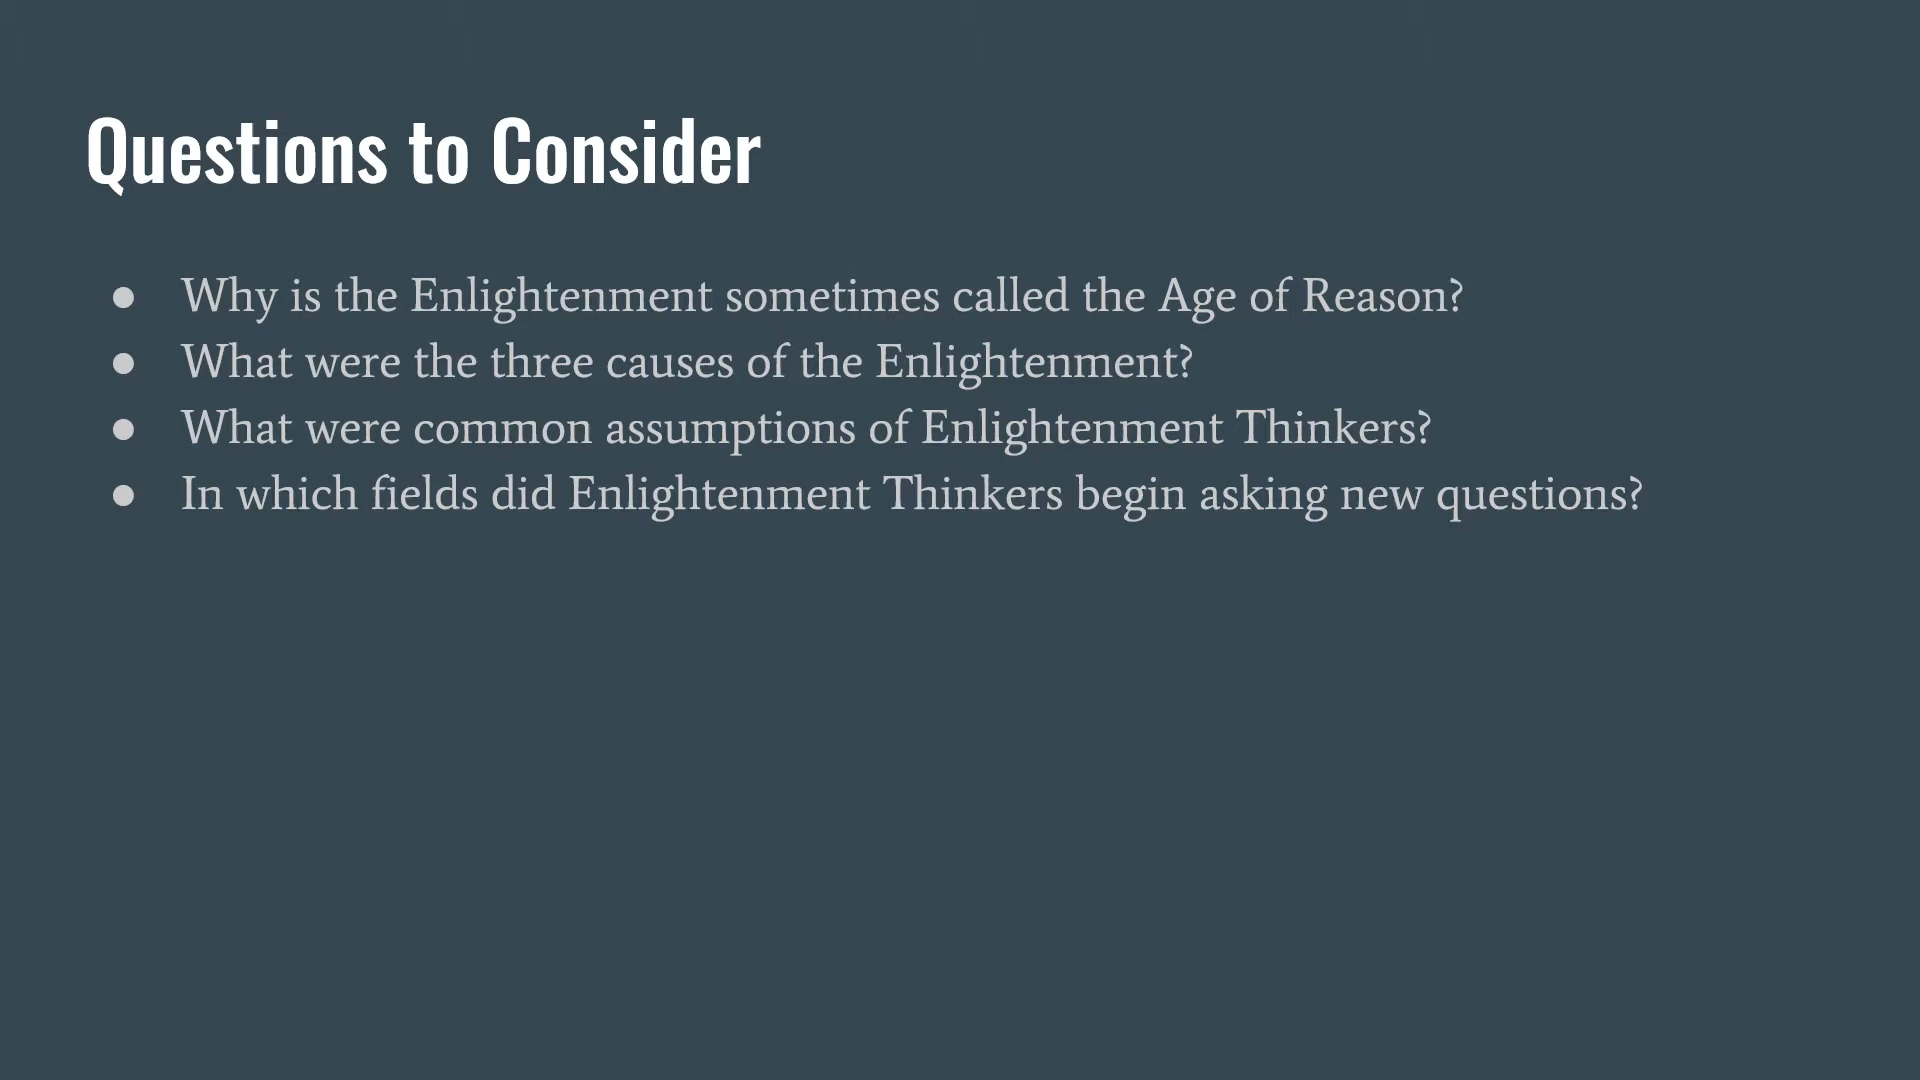 Questions to Consider
● Why is the Enlightenment sometimes called the Age of Reason?
● What were the three causes of the Enlightenment?
● What were common assumptions of Enlightenment Thinkers?
● In which fields did Enlightenment Thinkers begin asking new questions?